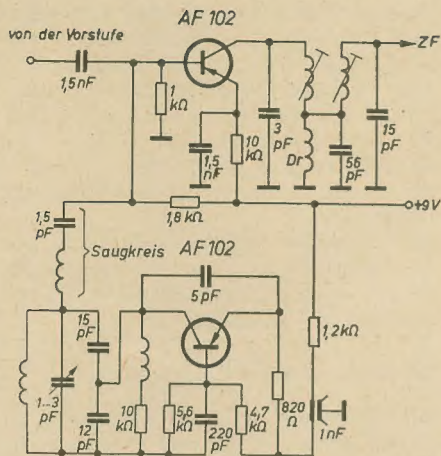 AF 102
von der Vorstufe
1,5nF
1
kΩ
1,5
nF
10
kΩ
3
pF
Dr
56
pF
15
pF
ZF
1,8kΩ
+9V
1,5
pF
Saugkreis
AF 102
5pF
15
pF
1...3
pF
12
pF
10
kΩ
5,6
kΩ
220
pF
4,7
kΩ
820
Ω
1,2kΩ
1nF